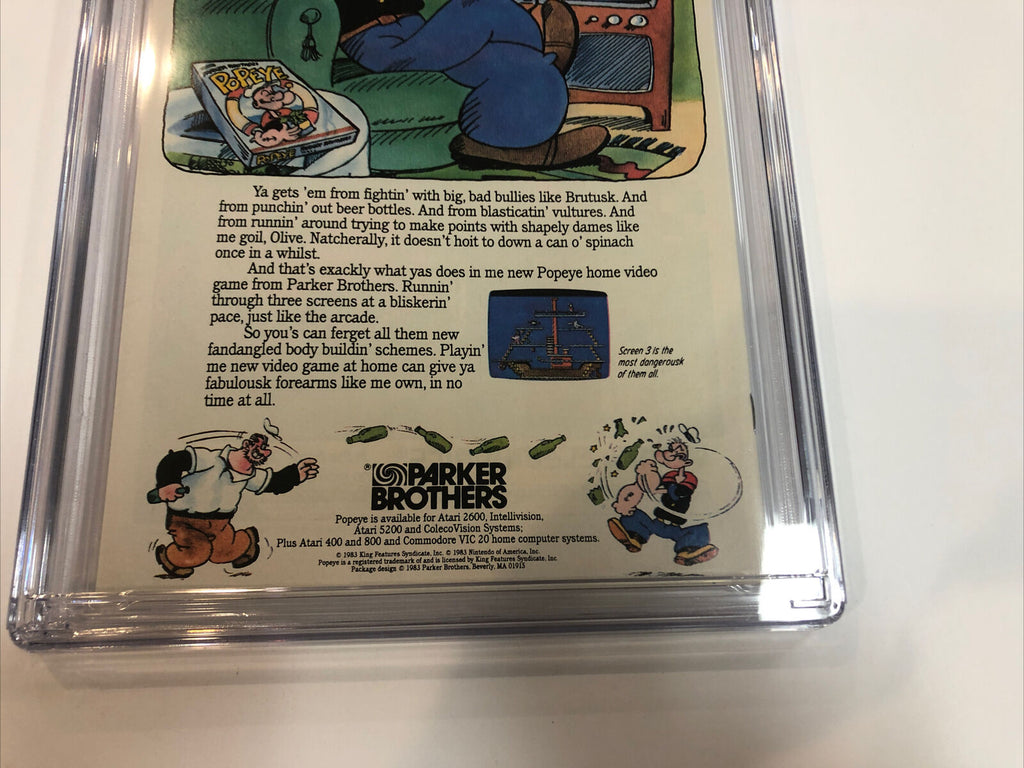 POPEYE
POPEYE
Ya gets 'em from fightin' with big, bad bullies like Brutusk. And
from punchin' out beer bottles. And from blasticatin' vultures. And
from runnin' around trying to make points with shapely dames like
me goil, Olive. Natcherally, it doesn't hoit to down a can o' spinach
once in a whilst.
And that's exackly what yas does in me new Popeye home video
game from Parker Brothers. Runnin'
through three screens at a bliskerin'
pace, just like the arcade.
So you's can ferget all them new
fandangled body buildin' schemes. Playin'
me new video game at home can give ya
fabulousk forearms like me own, in no
time at all.
Screen 3 is the
most dangerousk
of them all.
® PARKER
BROTHERS
Popeye is available for Atari 2600, Intellivision,
Atari 5200 and ColecoVision Systems;
Plus Atari 400 and 800 and Commodore VIC 20 home computer systems.
© 1983 King Features Syndicate, Inc. © 1983 Nintendo of America, Inc.
Popeye is a registered trademark of and is licensed by King Features Syndicate, Inc.
Package design © 1983 Parker Brothers, Beverly, MA 01915